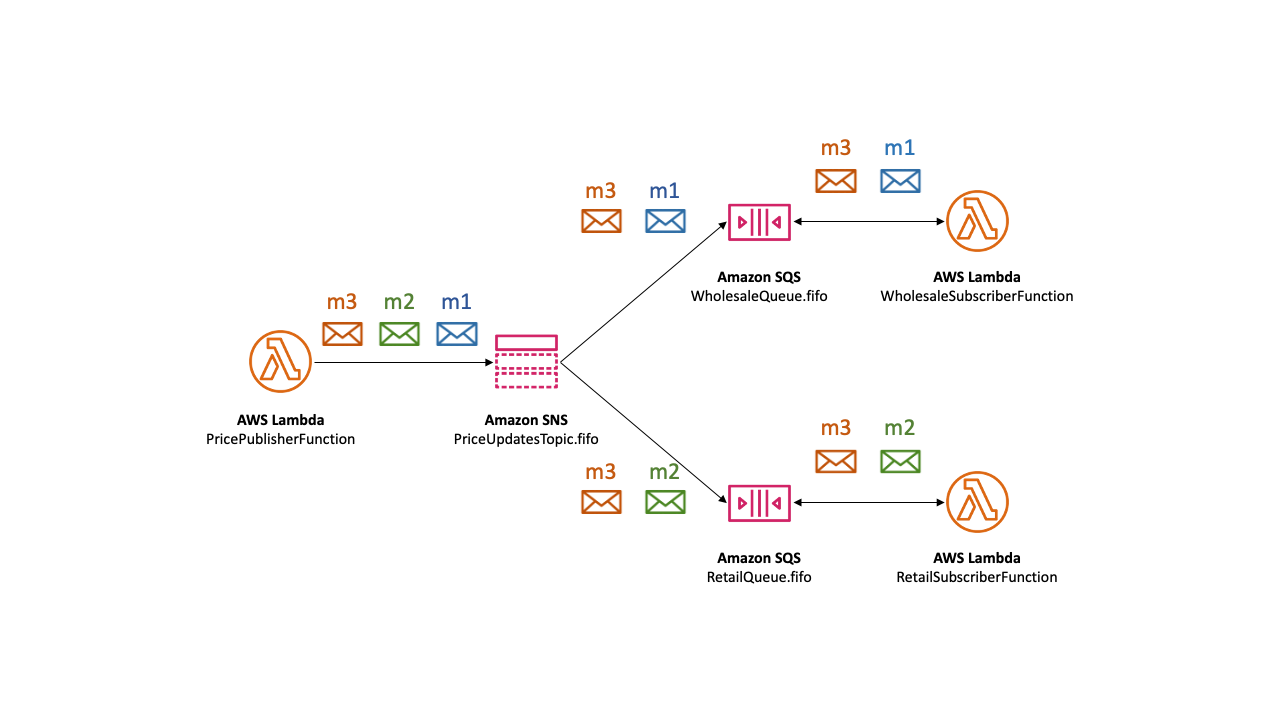 m3 m1
m3 m1
Amazon SQS
WholesaleQueue.fifo
AWS Lambda
WholesaleSubscriberFunction
m3 m2 m1
AWS Lambda
PricePublisherFunction
Amazon SNS
PriceUpdatesTopic.fifo
m3 m2
m3 m2
Amazon SQS
RetailQueue.fifo
AWS Lambda
RetailSubscriberFunction